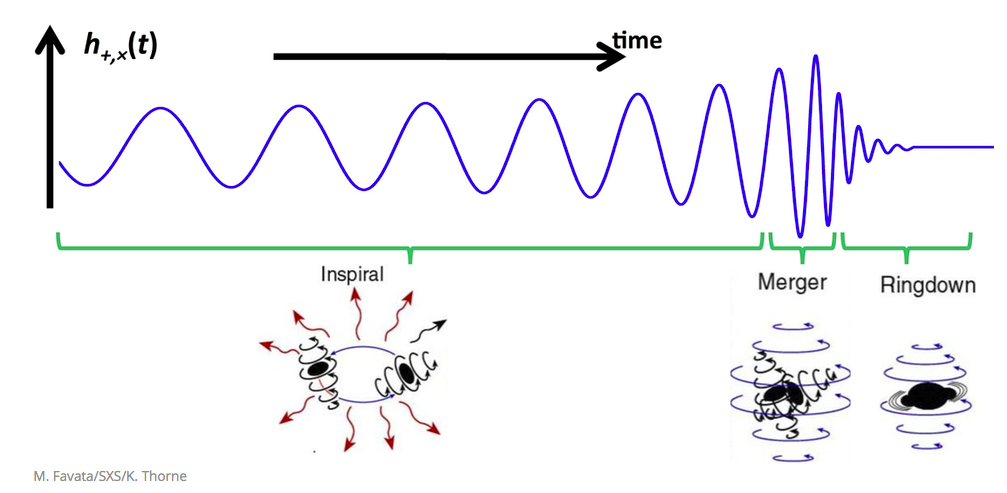 h+,x(t)
time
Inspiral
Merger
Ringdown
M. Favata/SXS/K. Thorne